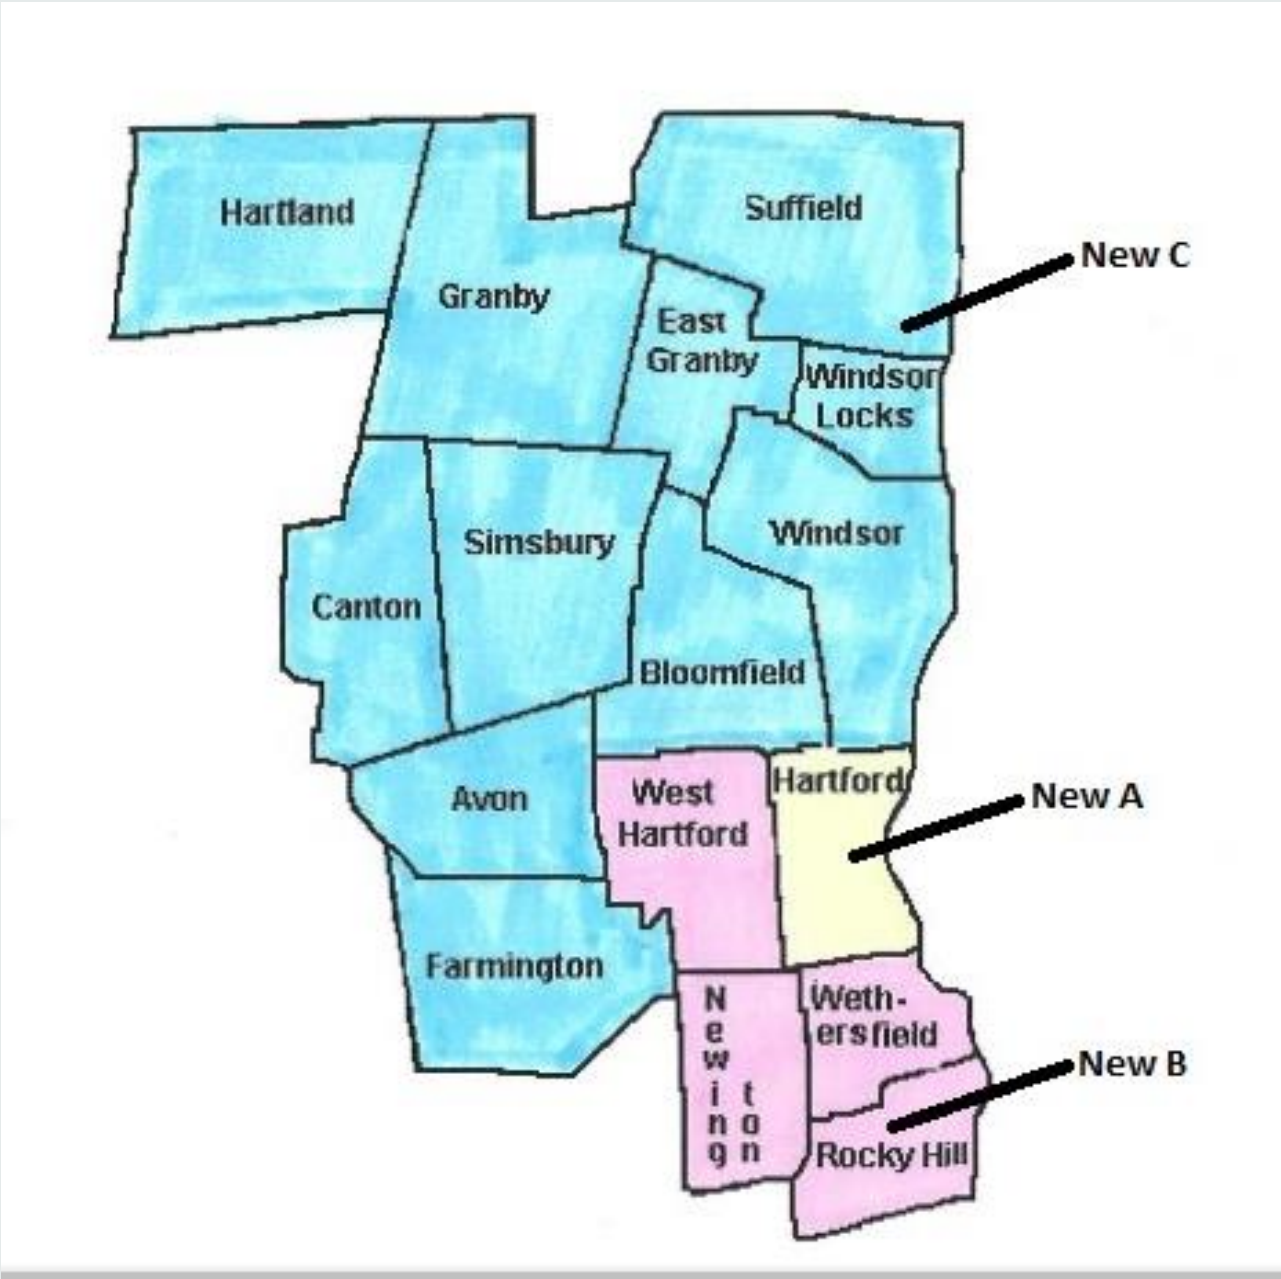 Hartland
Suffield
New C
Granby
East
Granby
Windsor
Locks
Simsbury
Windsor
Canton
Bloomfield
Avon
West
Hartford
Hartford
New A
Farmington
N
e
w
i t
n o
g n
Weth-
ersfield
New B
Rocky Hill